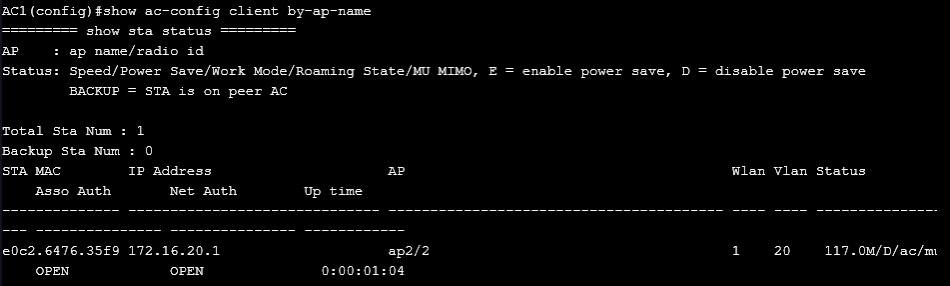 AC1(config)#show ac-config client by-ap-name
========= show sta status =========
AP    : ap name/radio id
Status: Speed/Power Save/Work Mode/Roaming State/MU MIMO, E = enable power save, D = disable power save
        BACKUP = STA is on peer AC
Total Sta Num : 1
Backup Sta Num : 0
STA MAC        IP Address                     AP                                       Wlan Vlan Status
    Asso Auth       Net Auth        Up time
-------------- ------------------------------ ---------------------------------------- ---- ---- ---------------
--- --------------- --------------- ------------
e0c2.6476.35f9 172.16.20.1                    ap2/2                                    1    20    117.0M/D/ac/mu
    OPEN            OPEN              0:00:01:04